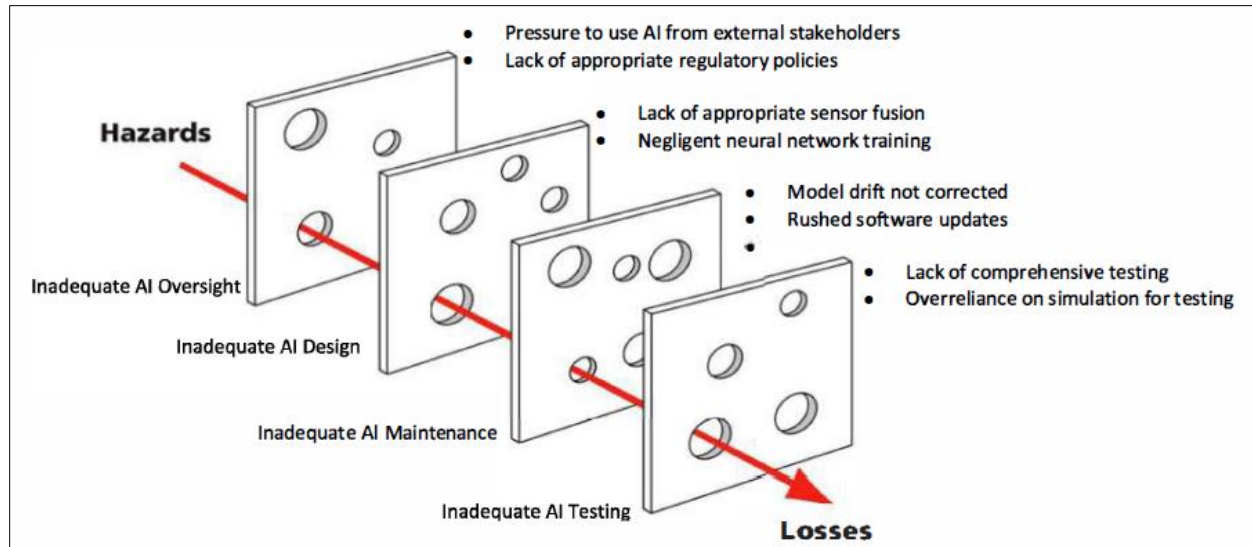 • Pressure to use AI from external stakeholders
• Lack of appropriate regulatory policies
• Lack of appropriate sensor fusion
Hazards
• Negligent neural network training
• Model drift not corrected
• Rushed software updates
•
• Lack of comprehensive testing
Inadequate AI Oversight
• Overreliance on simulation for testing
Inadequate AI Design
Inadequate AI Maintenance
Inadequate AI Testing
Losses